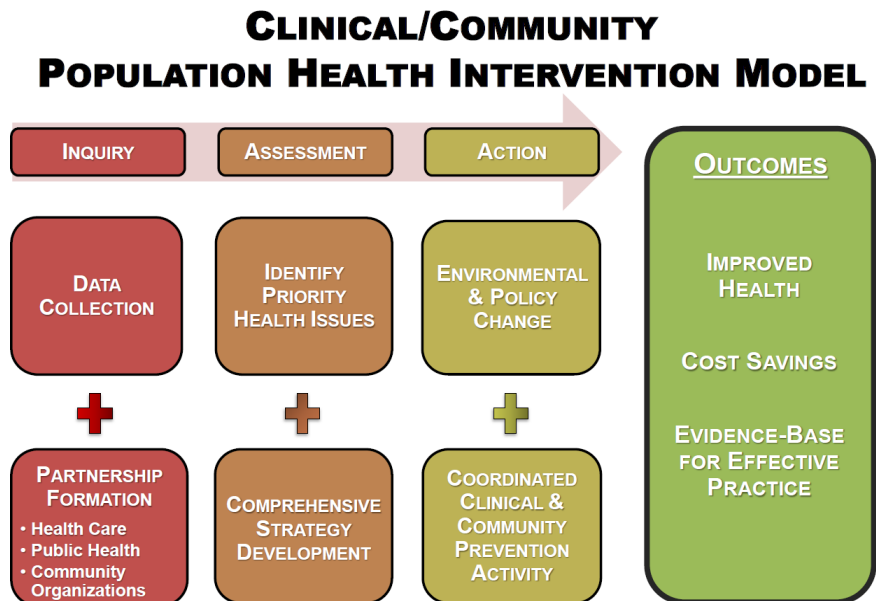 CLINICAL/COMMUNITY
POPULATION HEALTH INTERVENTION MODEL
INQUIRY
ASSESSMENT
ACTION
OUTCOMES
DATA
COLLECTION
IDENTIFY
PRIORITY
HEALTH ISSUES
ENVIRONMENTAL
& POLICY
CHANGE
IMPROVED
HEALTH
COST SAVINGS
EVIDENCE-BASE
FOR EFFECTIVE
PRACTICE
PARTNERSHIP
FORMATION
• Health Care
• Public Health
• Community
Organizations
COMPREHENSIVE
STRATEGY
DEVELOPMENT
COORDINATED
CLINICAL &
COMMUNITY
PREVENTION
ACTIVITY